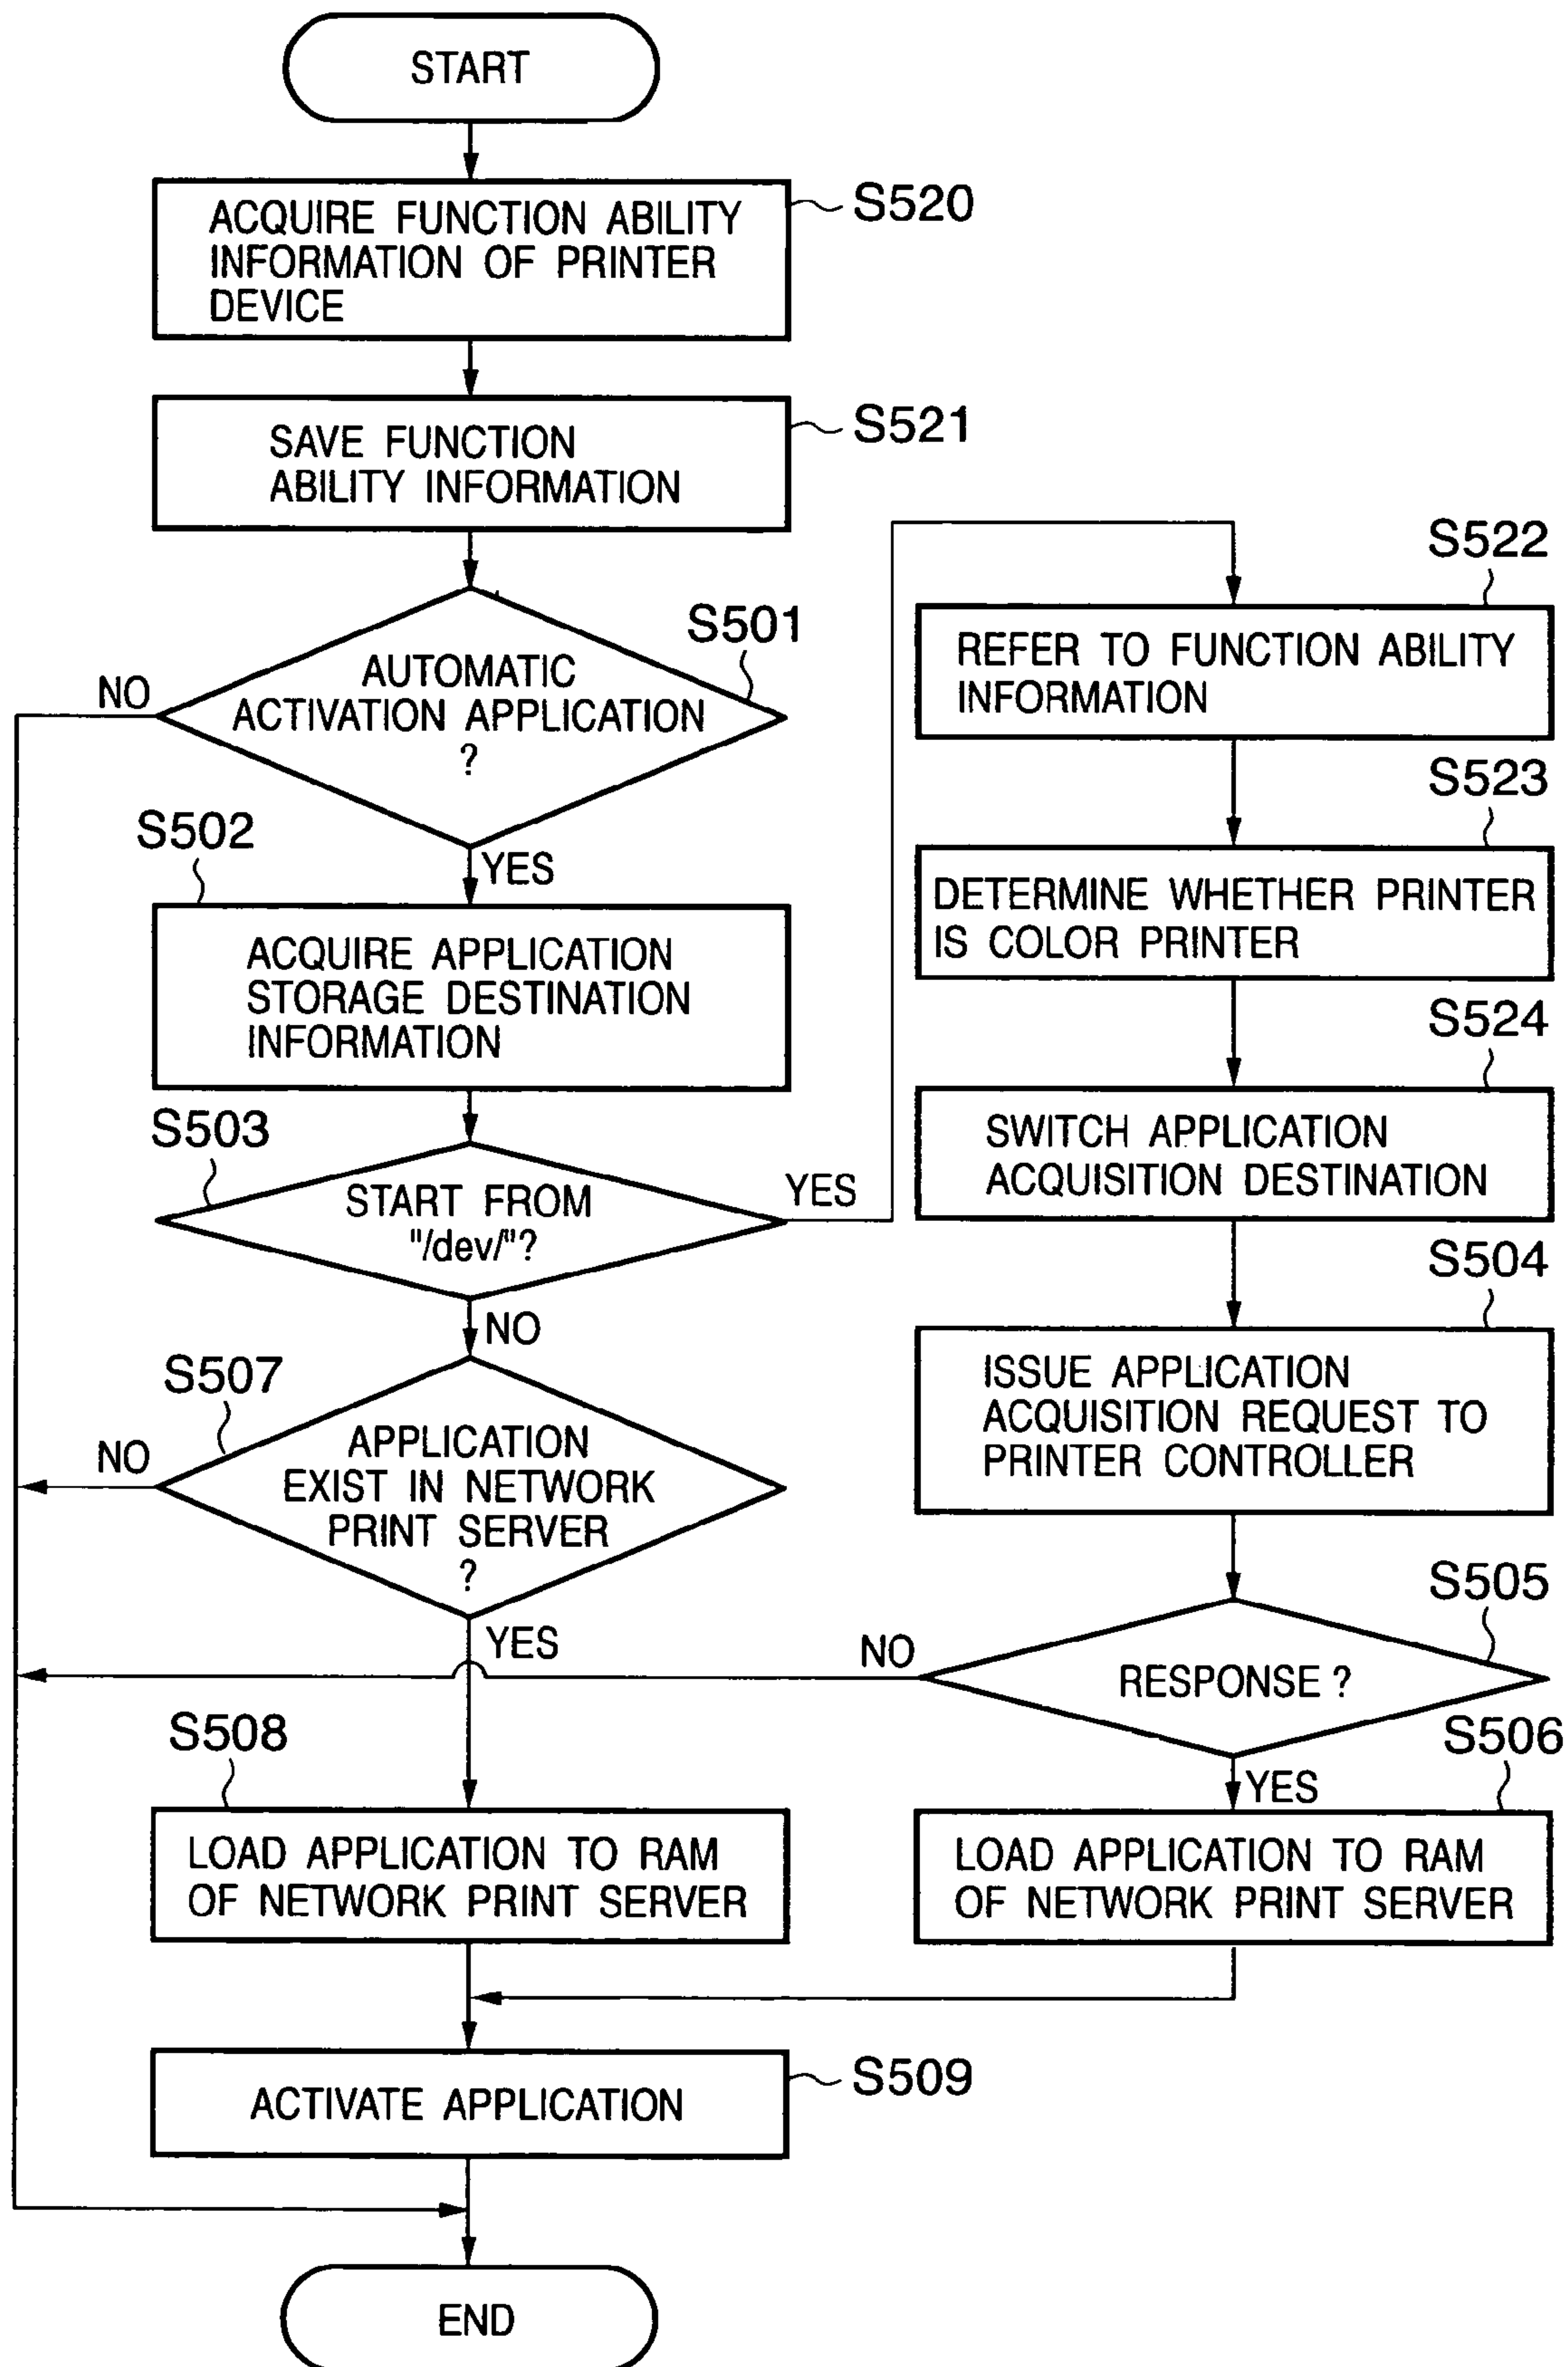 START
ACQUIRE FUNCTION ABILITY
INFORMATION OF PRINTER
DEVICE
S520
SAVE FUNCTION
ABILITY INFORMATION
S521
S501
AUTOMATIC
ACTIVATION APPLICATION
?
NO
YES
S502
ACQUIRE APPLICATION
STORAGE DESTINATION
INFORMATION
S503
START FROM
"/dev/"?
YES
NO
S507
APPLICATION
EXIST IN NETWORK
PRINT SERVER
?
NO
YES
S508
LOAD APPLICATION TO RAM
OF NETWORK PRINT SERVER
S522
REFER TO FUNCTION ABILITY
INFORMATION
S523
DETERMINE WHETHER PRINTER
IS COLOR PRINTER
S524
SWITCH APPLICATION
ACQUISITION DESTINATION
S504
ISSUE APPLICATION
ACQUISITION REQUEST TO
PRINTER CONTROLLER
S505
RESPONSE ?
NO
YES
S506
LOAD APPLICATION TO RAM
OF NETWORK PRINT SERVER
ACTIVATE APPLICATION
S509
END